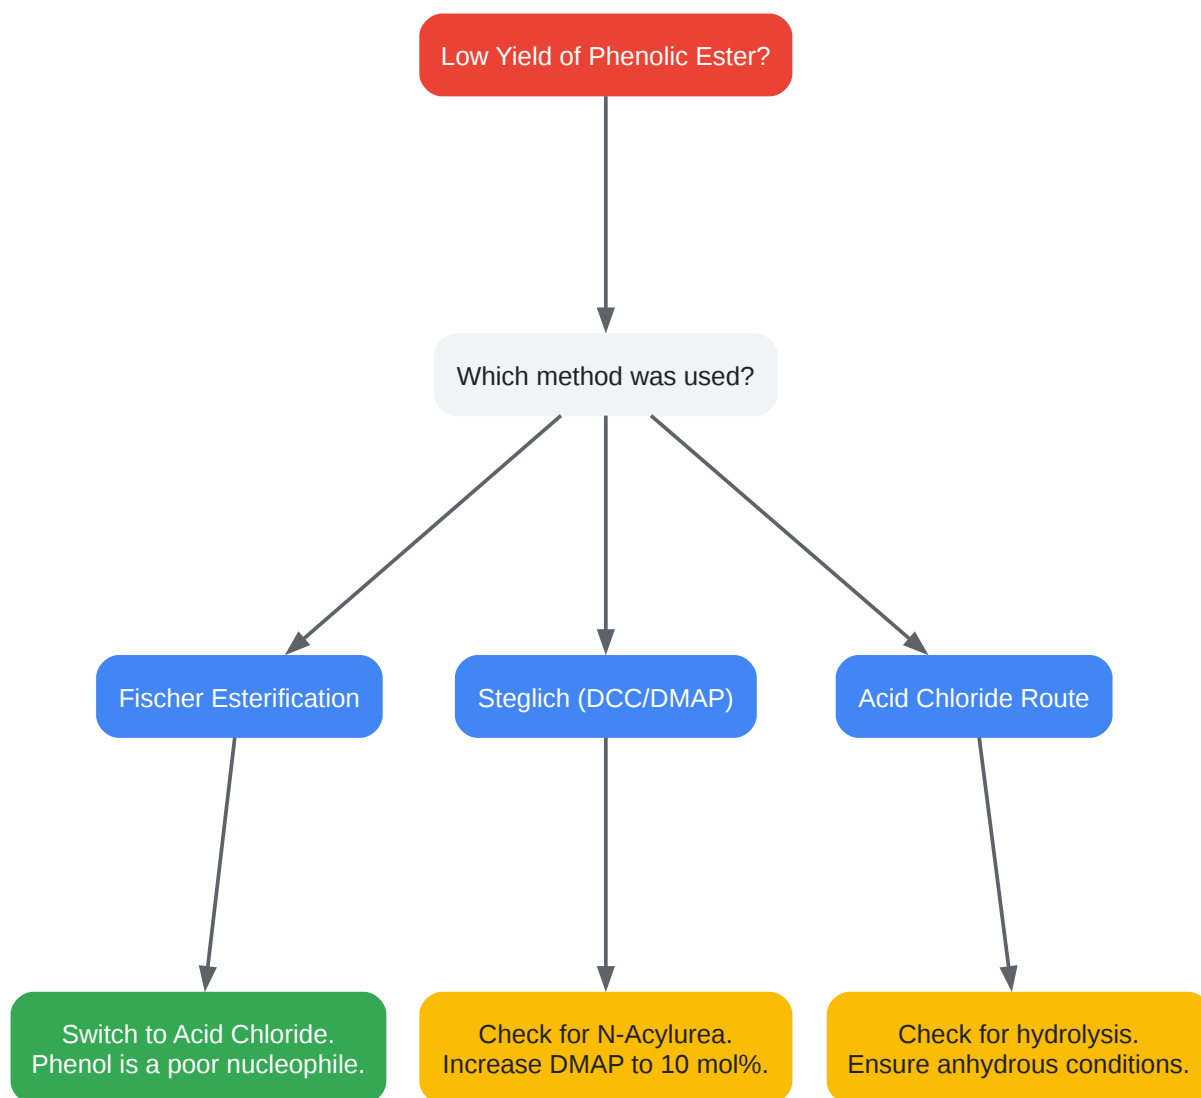 Low Yield of Phenolic Ester?
Which method was used?
Fischer Esterification
Steglich (DCC/DMAP)
Acid Chloride Route
Switch to Acid Chloride.
Phenol is a poor nucleophile.
Check for N-Acylurea.
Increase DMAP to 10 mol%.
Check for hydrolysis.
Ensure anhydrous conditions.